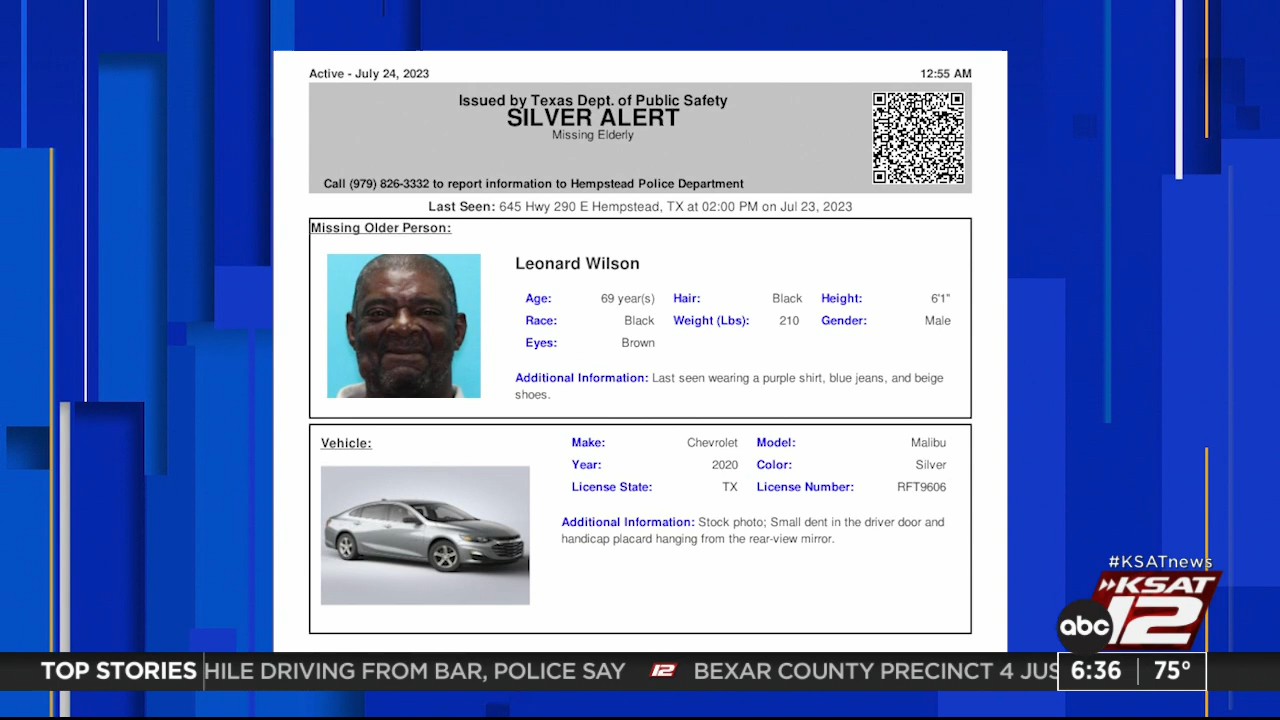 Active - July 24, 2023 12:55 AM
Issued by Texas Dept. of Public Safety
SILVER ALERT
Missing Elderly
Call (979) 826-3332 to report information to Hempstead Police Department
Last Seen: 645 Hwy 290 E Hempstead, TX at 02:00 PM on Jul 23, 2023
Missing Older Person:
Leonard Wilson
Age: 69 year(s) Hair: Black Height: 6'1"
Race: Black Weight (Lbs): 210 Gender: Male
Eyes: Brown
Additional Information: Last seen wearing a purple shirt, blue jeans, and beige
shoes.
Vehicle:
Make: Chevrolet Model: Malibu
Year: 2020 Color: Silver
License State: TX License Number: RFT9606
Additional Information: Stock photo; Small dent in the driver door and
handicap placard hanging from the rear-view mirror.
#KSATnews
KSAT
abc 12
TOP STORIES HILE DRIVING FROM BAR, POLICE SAY 12 BEXAR COUNTY PRECINCT 4 JUS 6:36 75°